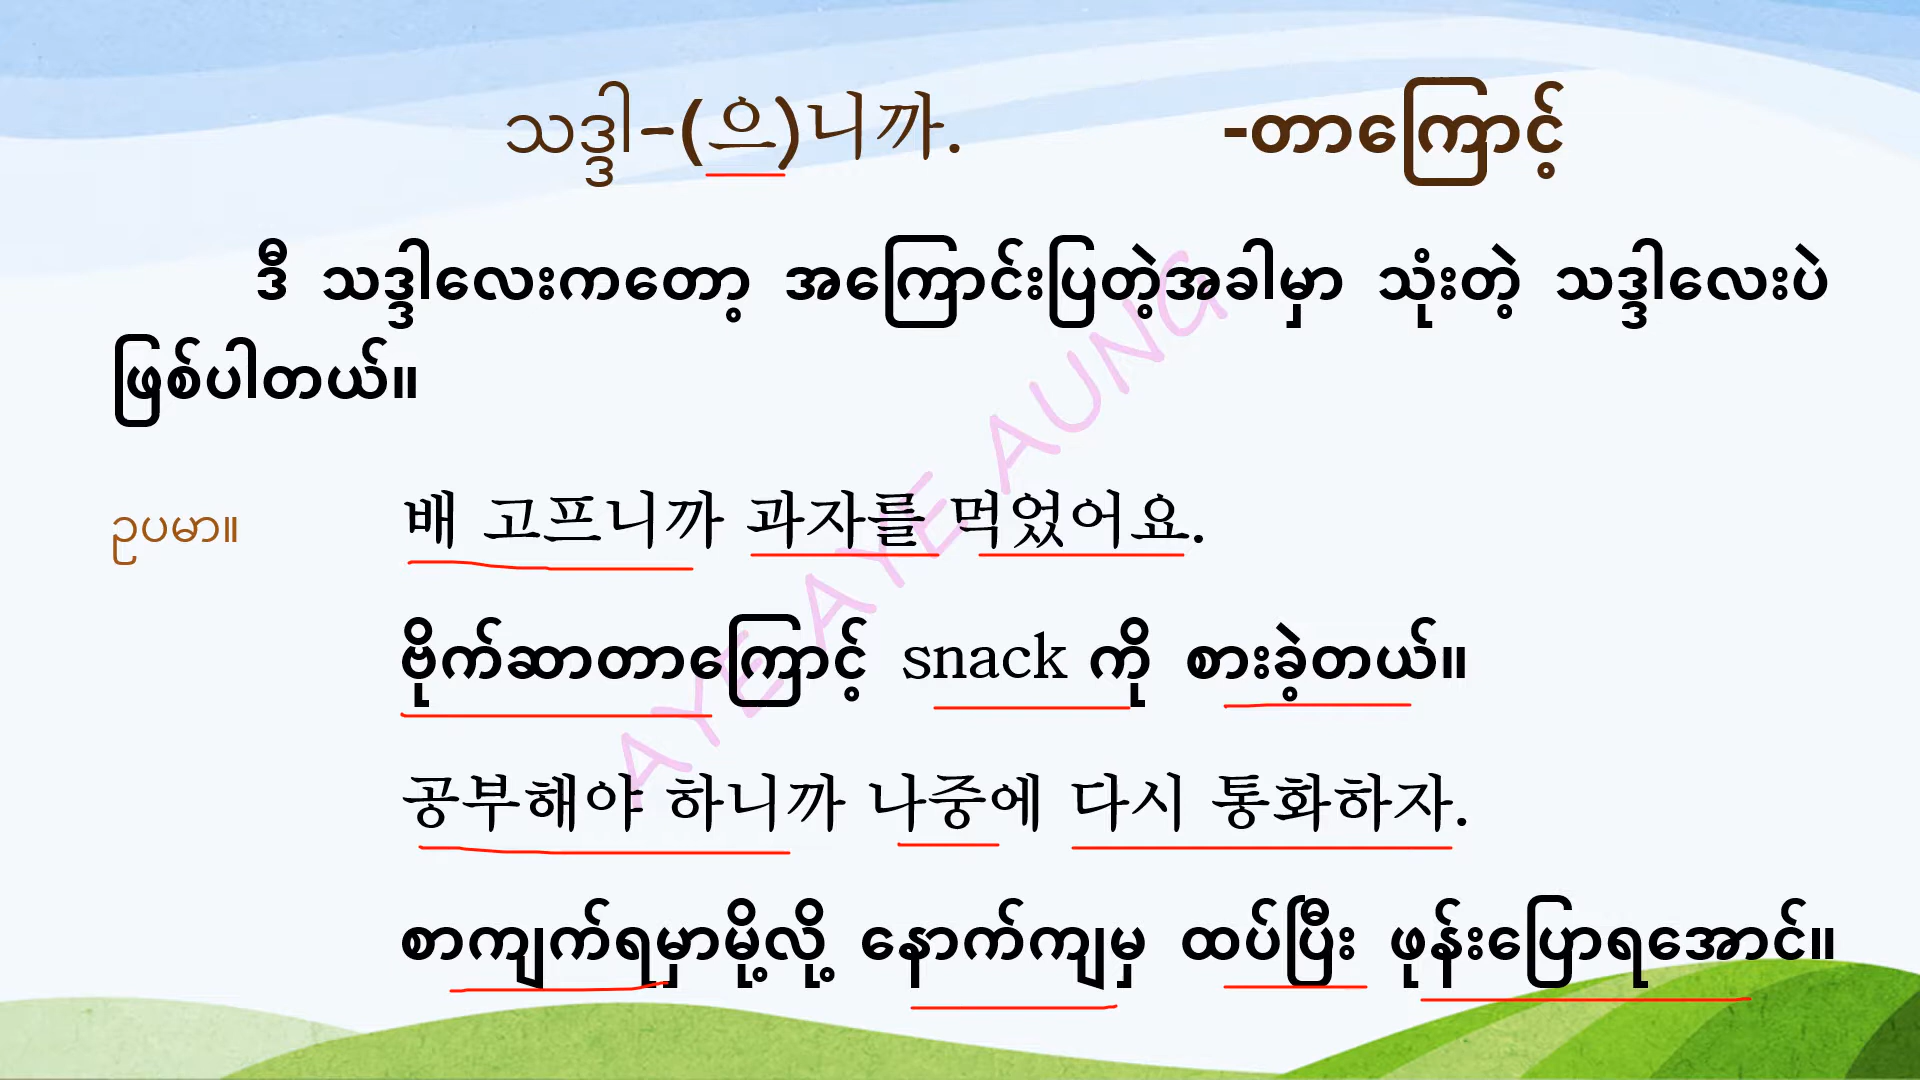 သဒ္ဒါ-(으)니까. -တာကြောင့်
ဒီ သဒ္ဒါလေးကတော့ အကြောင်းပြတဲ့အခါမှာ သုံးတဲ့ သဒ္ဒါလေးပဲ
ဖြစ်ပါတယ်။
ဥပမာ။ 배 고프니까 과자를 먹었어요.
ဗိုက်ဆာတာကြောင့် snack ကို စားခဲ့တယ်။
공부해야 하니까 나중에 다시 통화하자.
စာကျက်ရမှာမို့လို့ နောက်ကျမှ ထပ်ပြီး ဖုန်းပြောရအောင်။
AYE AYE AUNG